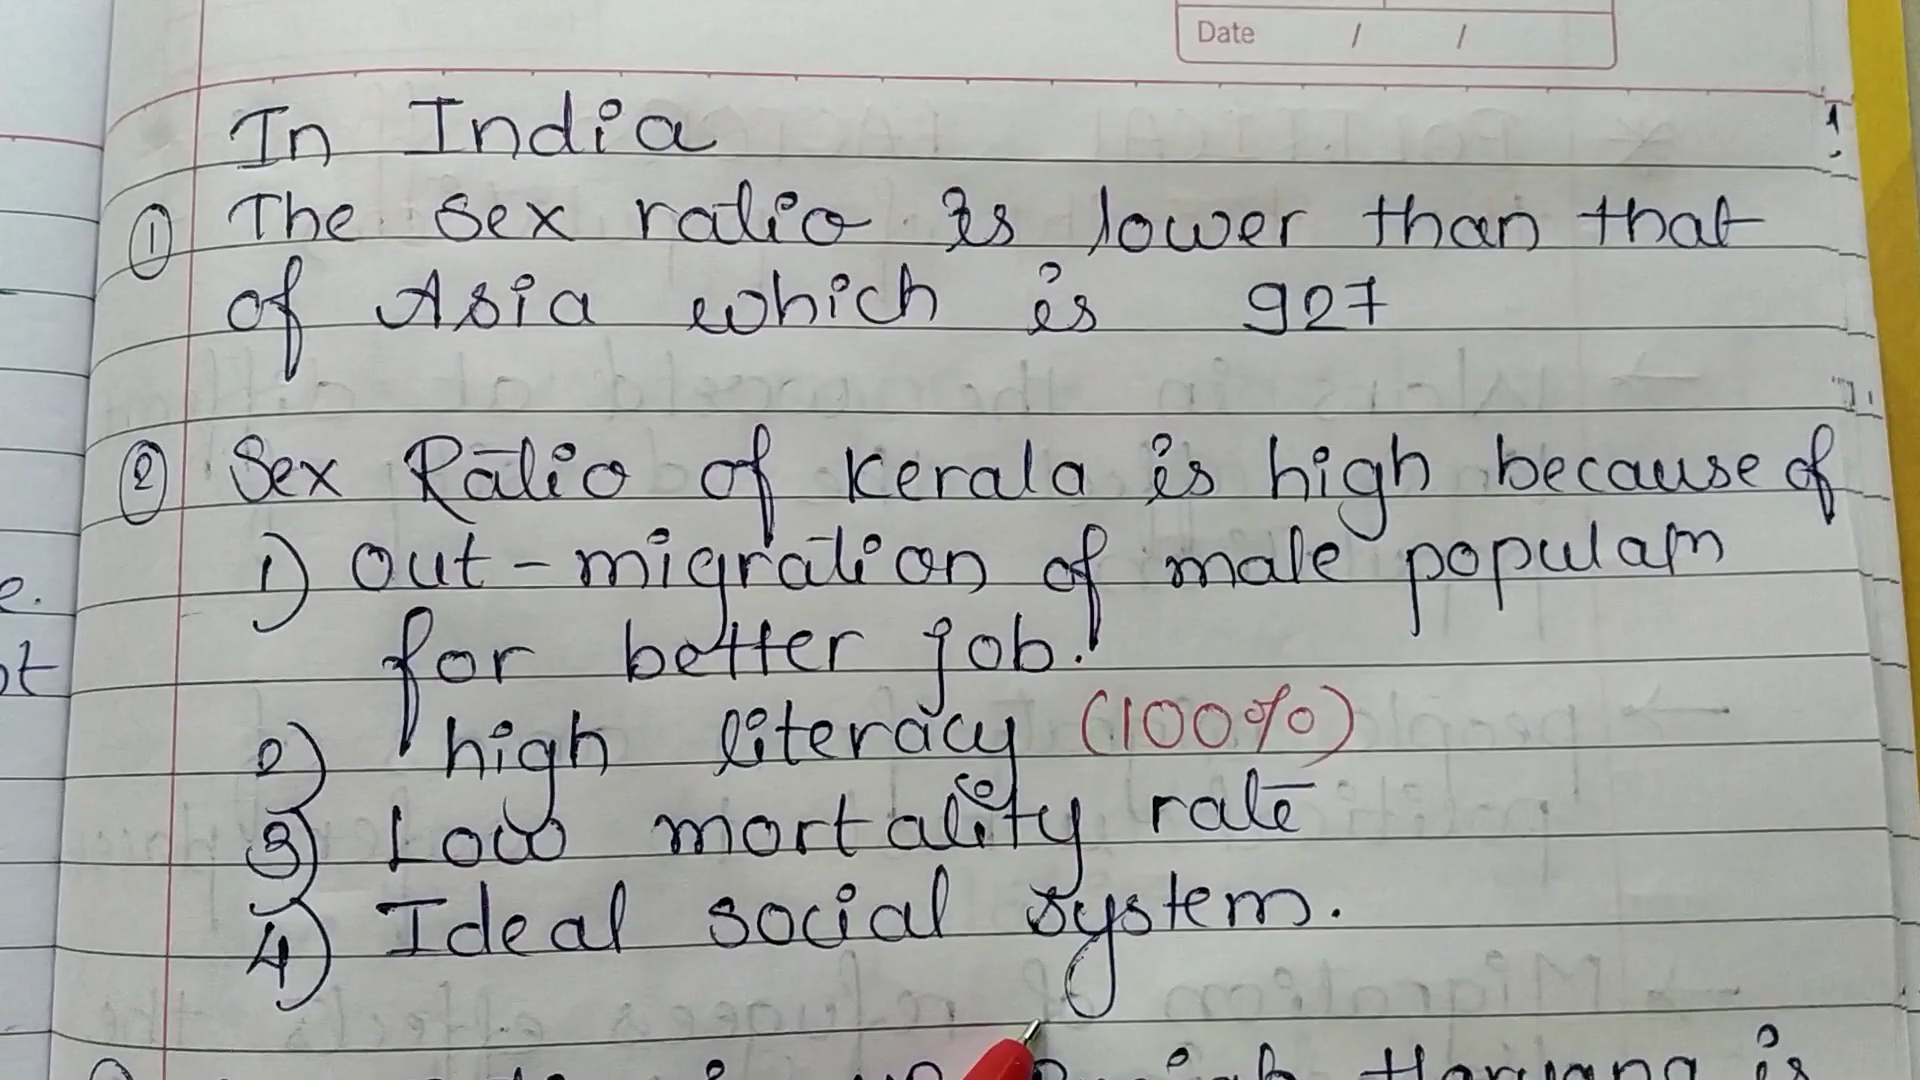 Date / /
In India
① The sex ratio is lower than that
of Asia which is 927
② Sex Ratio of Kerala is high because of
1) Out-migration of male populatn
for better job.
2) high literacy (100%)
3) Low mortality rate
4) Ideal social system.
Haryana is